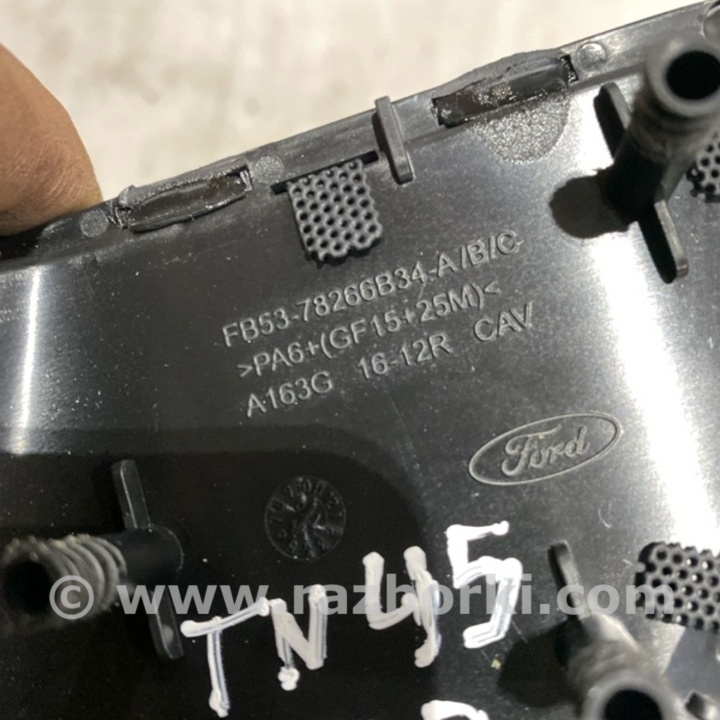 FB53-78266B34-A/B/C
>PA6+(GF15+25M)<
A163G 16-12R CAV
Ford
© www.razborki.com
TN45